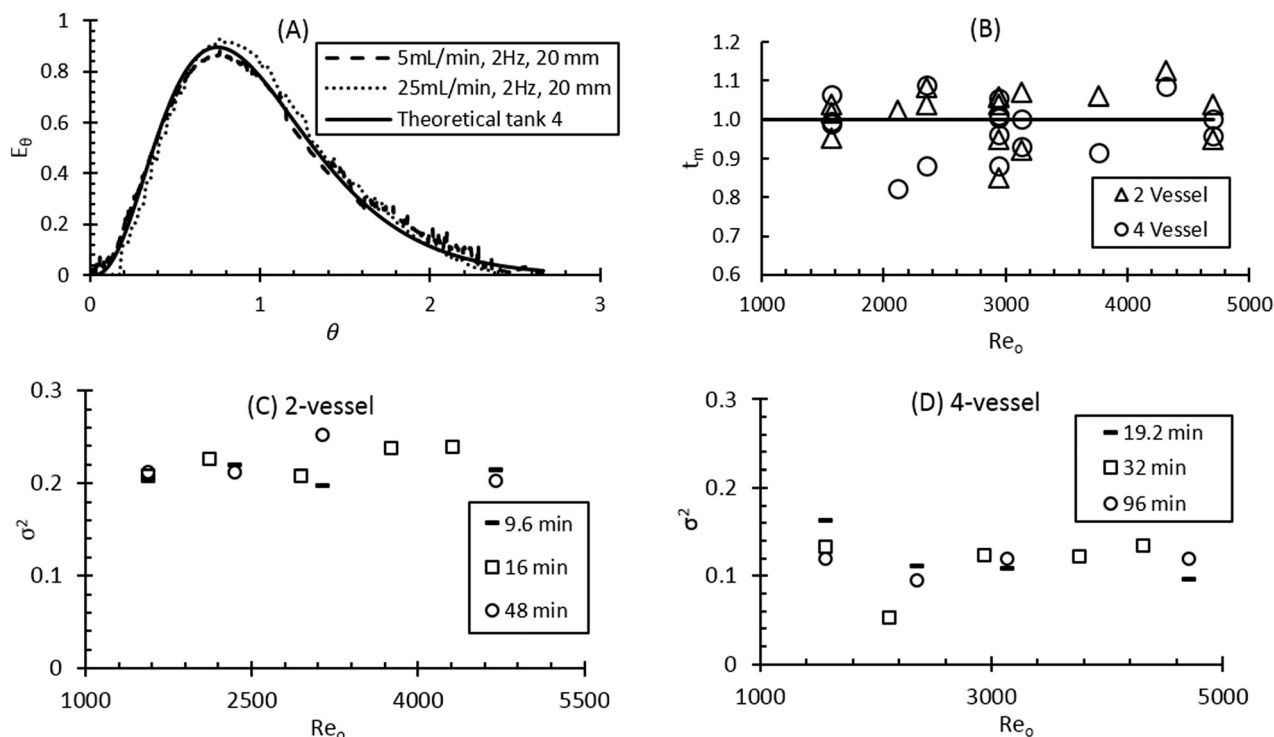 (A)
1
0.8
0.6
0.4
0.2
0
Eθ
5mL/min, 2Hz, 20 mm
25mL/min, 2Hz, 20 mm
Theoretical tank 4
0 1 2 3
θ
(B)
1.2
1.1
1.0
0.9
0.8
0.7
0.6
tm
2 Vessel
4 Vessel
1000 2000 3000 4000 5000
Reo
(C) 2-vessel
0.3
0.2
0.1
0
σ2
9.6 min
16 min
48 min
1000 2500 4000 5500
Reo
(D) 4-vessel
0.3
0.2
0.1
0
σ2
19.2 min
32 min
96 min
1000 3000 5000
Reo